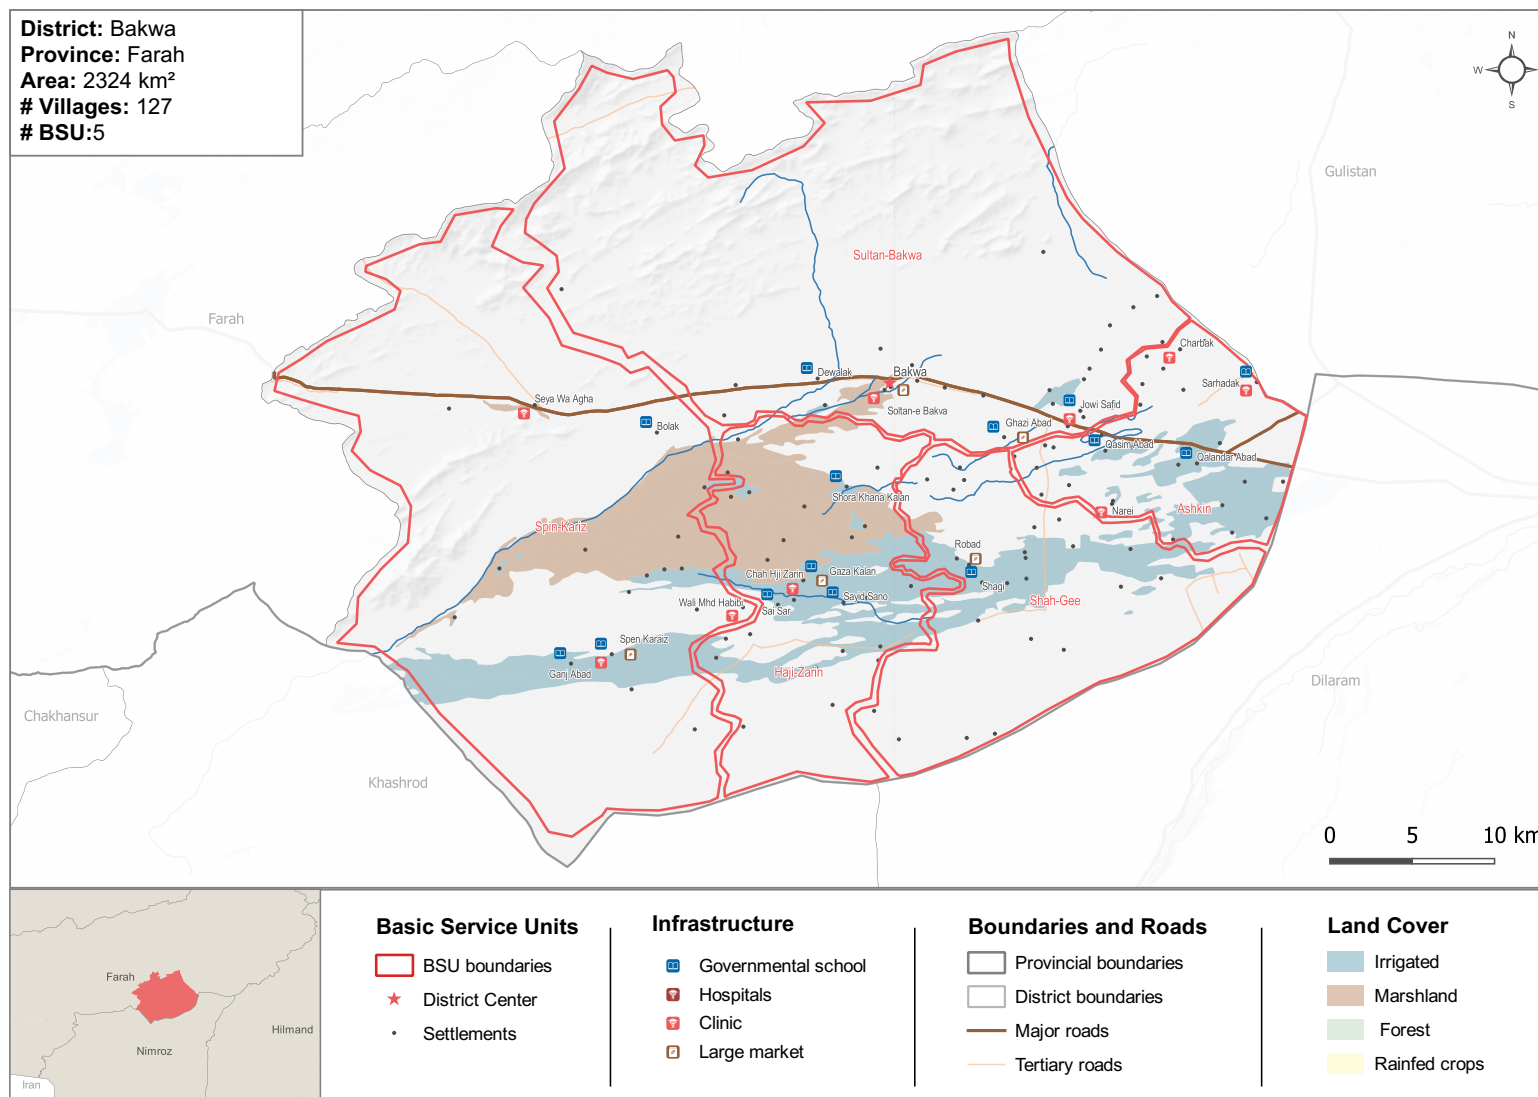 District: Bakwa
Province: Farah
Area: 2324 km²
# Villages: 127
# BSU:5
N
W
S
Gulistan
Farah
Sultan-Bakwa
Charbak
Sarhadak
Dewalak
Bakwa
Seya Wa Agha
Soltan-e Bakva
Jowi Safid
Bolak
Ghazi Abad
Qasim Abad
Qalandar Abad
Shora Khana Kalan
Spin-Kariz
Narei
Ashkin
Robad
Chah Hji Zarin
Gaza Kalan
Shagi
Wali Mhd Habibi
Sai Sar
Sayid Sano
Shah-Gee
Spen Karaiz
Ganj Abad
Haji-Zarin
Dilaram
Chakhansur
Khashrod
0 5 10 km
Farah
Hilmand
Nimroz
Iran
Basic Service Units
BSU boundaries
District Center
Settlements
Infrastructure
Governmental school
Hospitals
Clinic
Large market
Boundaries and Roads
Provincial boundaries
District boundaries
Major roads
Tertiary roads
Land Cover
Irrigated
Marshland
Forest
Rainfed crops